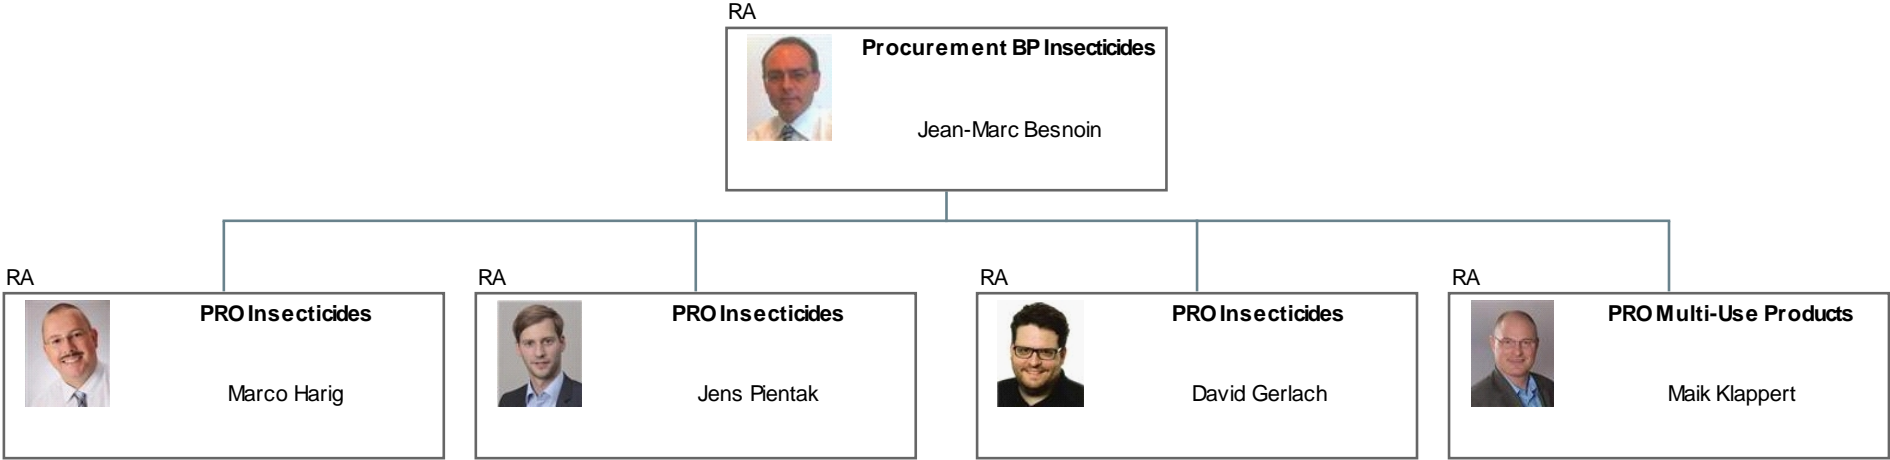 RA
Procurement BP Insecticides
Jean-Marc Besnoin
RA
PRO Insecticides
Marco Harig
RA
PRO Insecticides
Jens Pientak
RA
PRO Insecticides
David Gerlach
RA
PRO Multi-Use Products
Maik Klappert